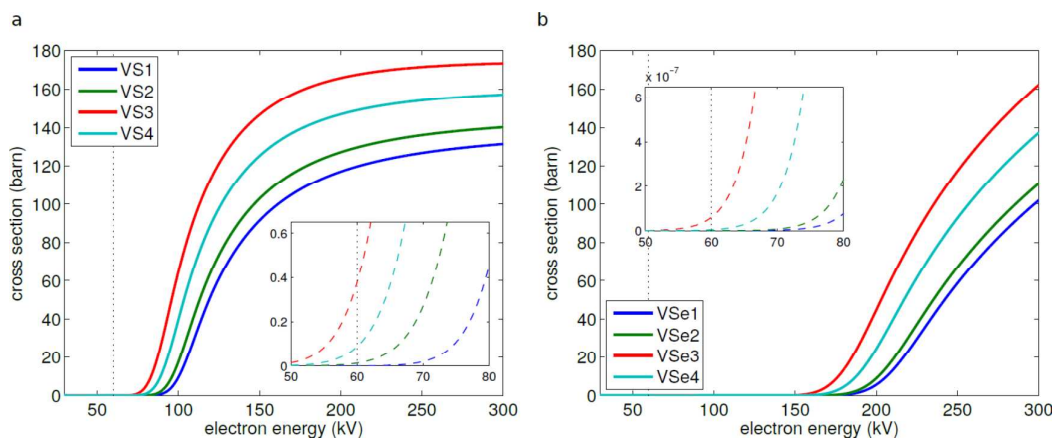 a
180
160
140
120
100
80
60
40
20
0
cross section (barn)
VS1
VS2
VS3
VS4
0.6
0.4
0.2
0
50 60 70 80
50 100 150 200 250 300
electron energy (kV)
b
180
160
140
120
100
80
60
40
20
0
cross section (barn)
x 10⁻⁷
6
4
2
0
50 60 70 80
VSe1
VSe2
VSe3
VSe4
50 100 150 200 250 300
electron energy (kV)